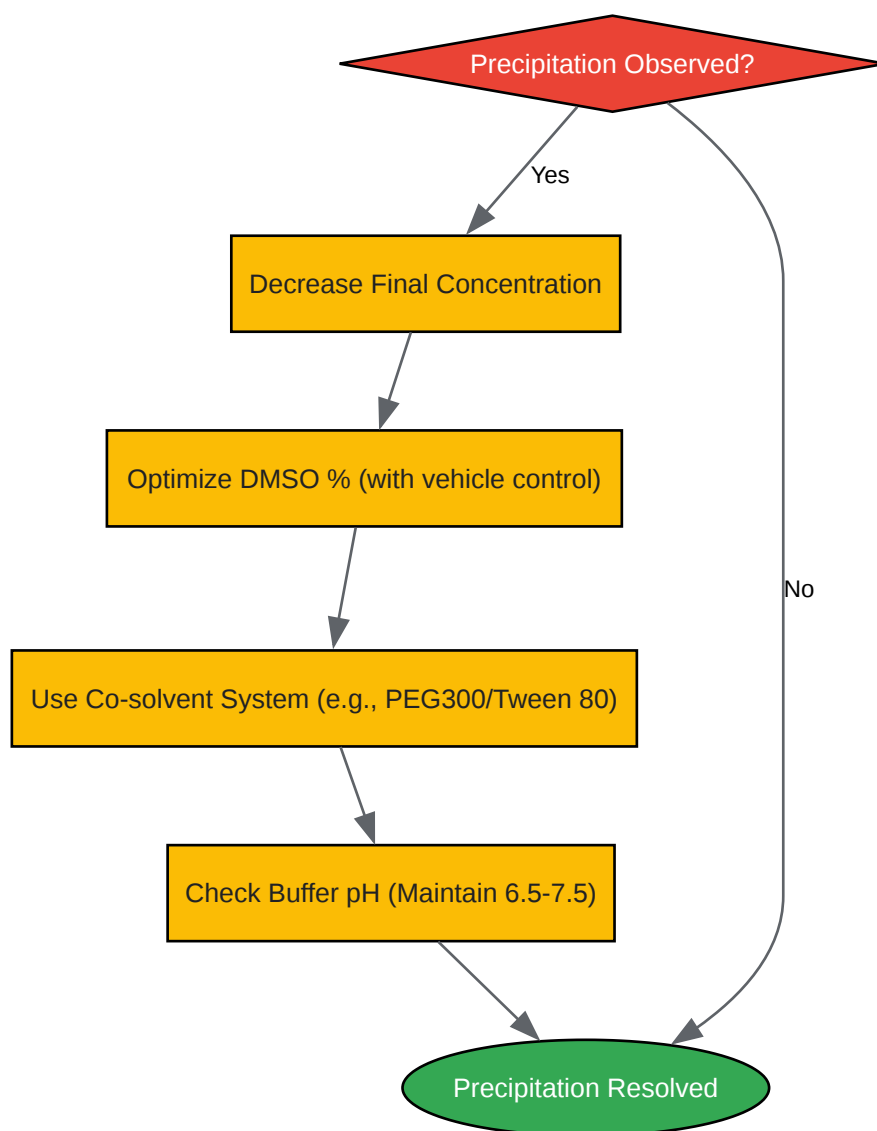 Precipitation Observed?
Yes
Decrease Final Concentration
Optimize DMSO % (with vehicle control)
No
Use Co-solvent System (e.g., PEG300/Tween 80)
Check Buffer pH (Maintain 6.5-7.5)
Precipitation Resolved